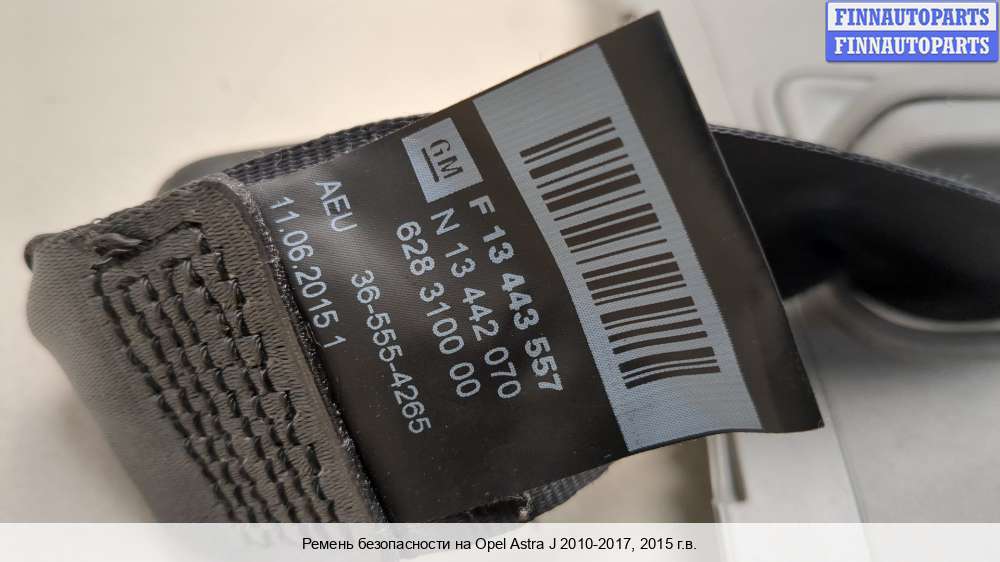 FINNAUTOPARTS
FINNAUTOPARTS
GM
F 13 443 557
N 13 442 070
628 3100 00
AEU 36-555-4265
11.06.2015 1
Ремень безопасности на Opel Astra J 2010-2017, 2015 г.в.